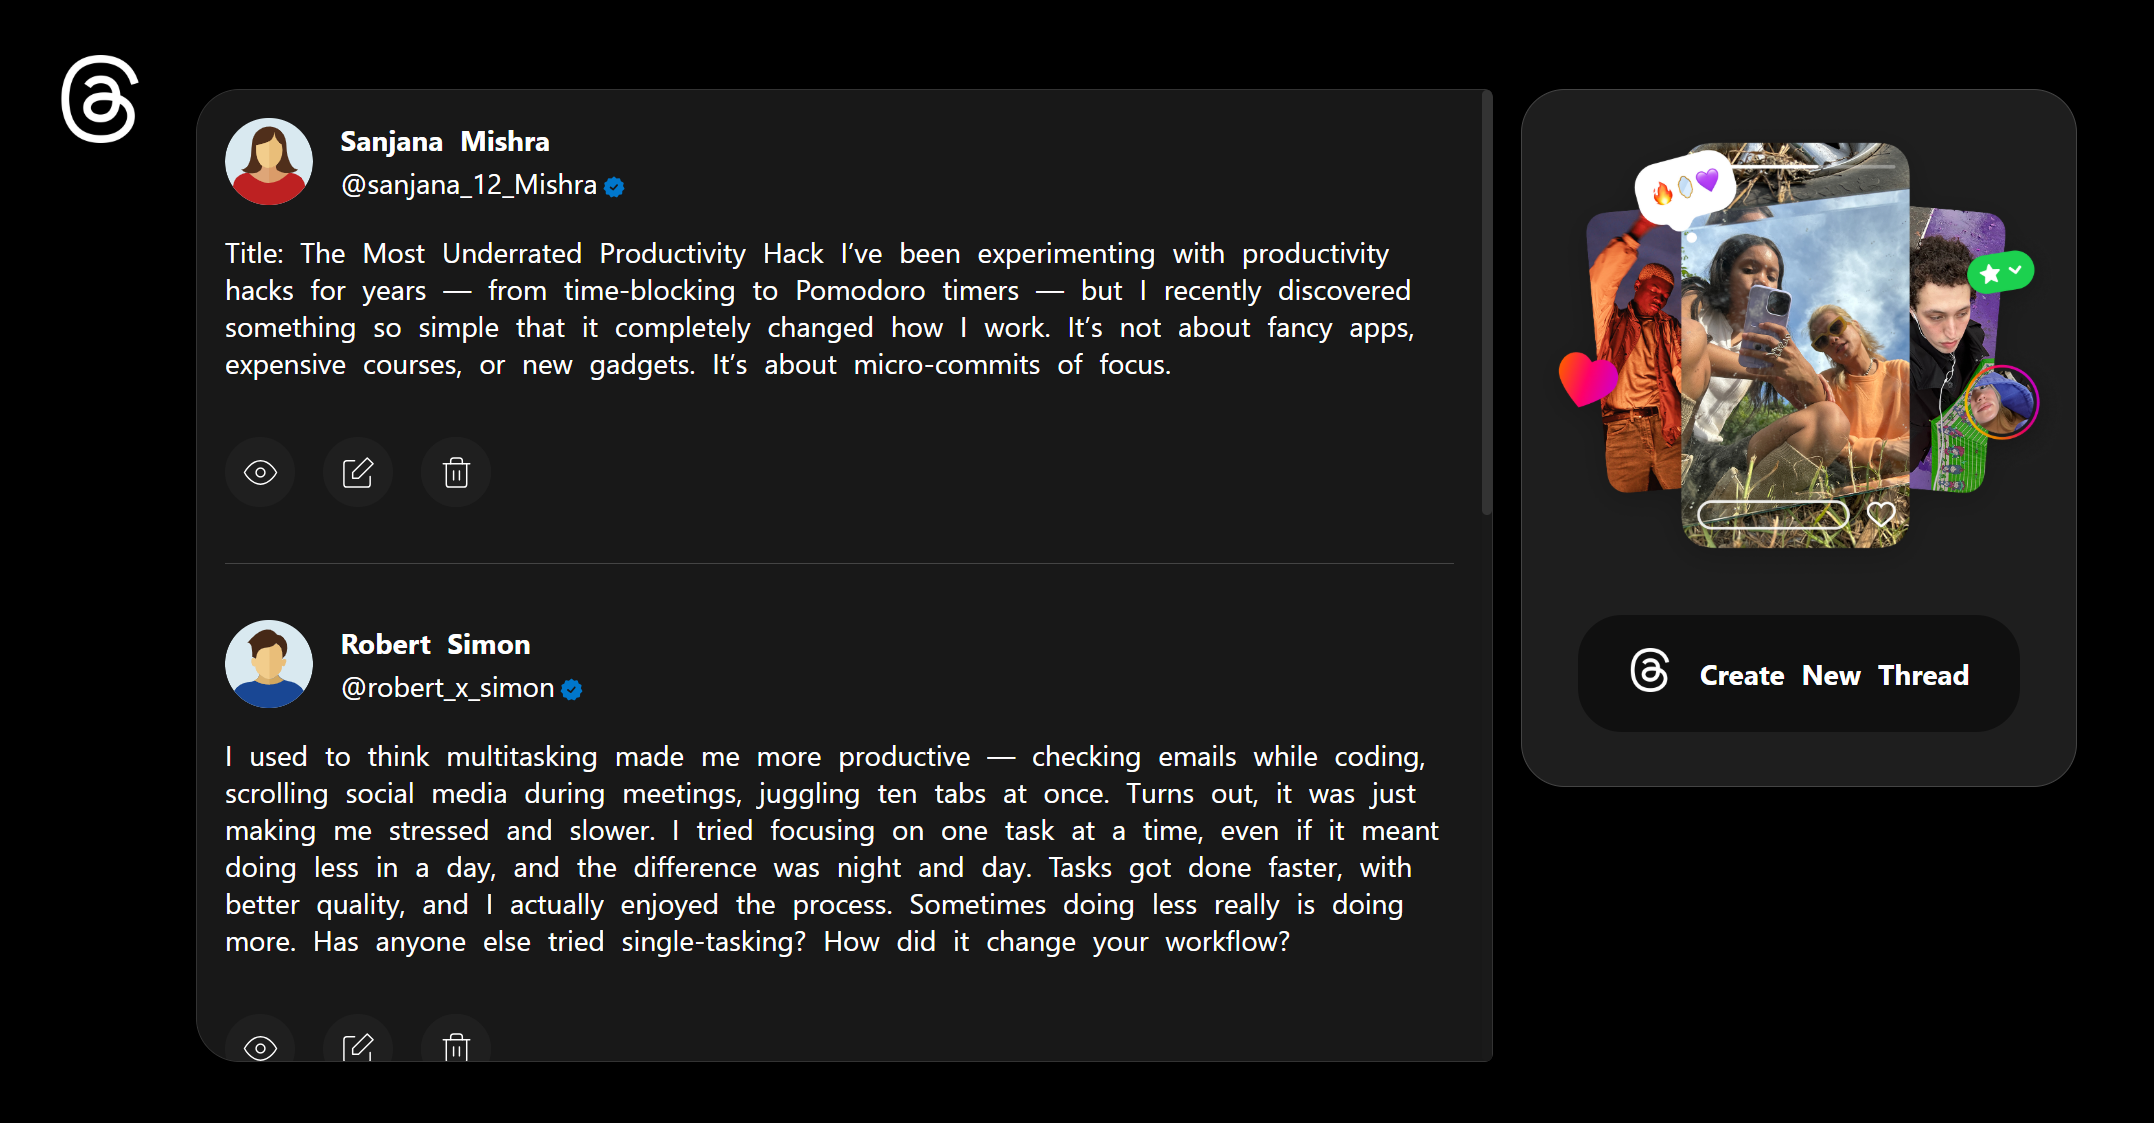 Sanjana Mishra
@sanjana_12_Mishra
Title: The Most Underrated Productivity Hack I’ve been experimenting with productivity
hacks for years — from time-blocking to Pomodoro timers — but I recently discovered
something so simple that it completely changed how I work. It’s not about fancy apps,
expensive courses, or new gadgets. It’s about micro-commits of focus.
Robert Simon
@robert_x_simon
I used to think multitasking made me more productive — checking emails while coding,
scrolling social media during meetings, juggling ten tabs at once. Turns out, it was just
making me stressed and slower. I tried focusing on one task at a time, even if it meant
doing less in a day, and the difference was night and day. Tasks got done faster, with
better quality, and I actually enjoyed the process. Sometimes doing less really is doing
more. Has anyone else tried single-tasking? How did it change your workflow?
Create New Thread